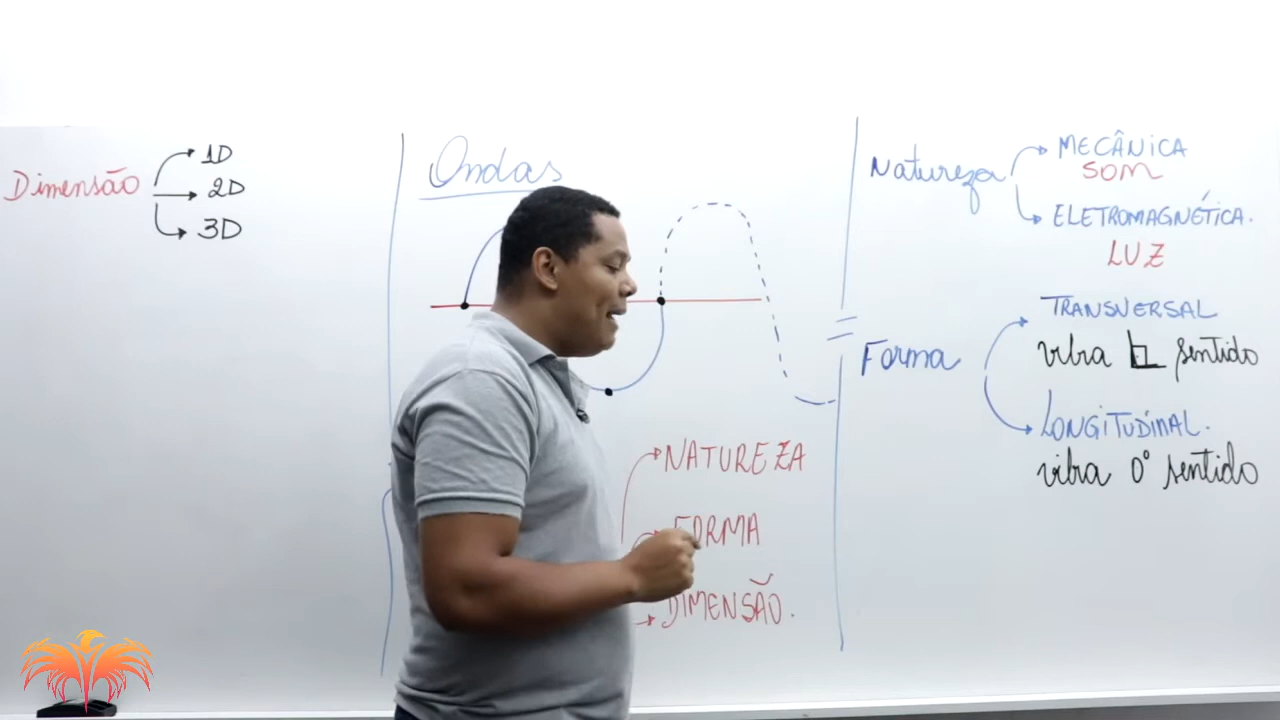 Dimensão
1D
2D
3D
Ondas
NATUREZA
FORMA
DIMENSÃO.
Natureza
MECÂNICA
SOM
ELETROMAGNÉTICA.
LUZ
Forma
TRANSVERSAL
vibra sentido
LONGITUDINAL.
vibra 0° sentido